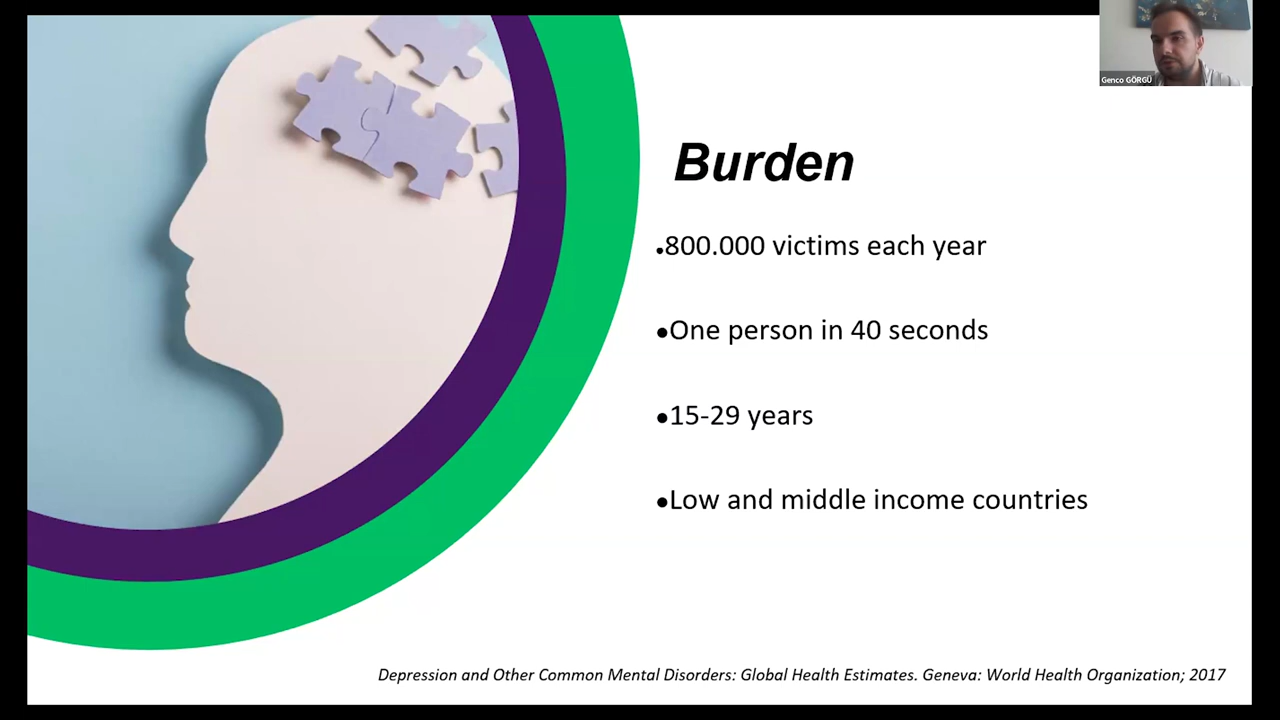 Genco GÖRGÜ
Burden
•800.000 victims each year
•One person in 40 seconds
•15-29 years
•Low and middle income countries
Depression and Other Common Mental Disorders: Global Health Estimates. Geneva: World Health Organization; 2017